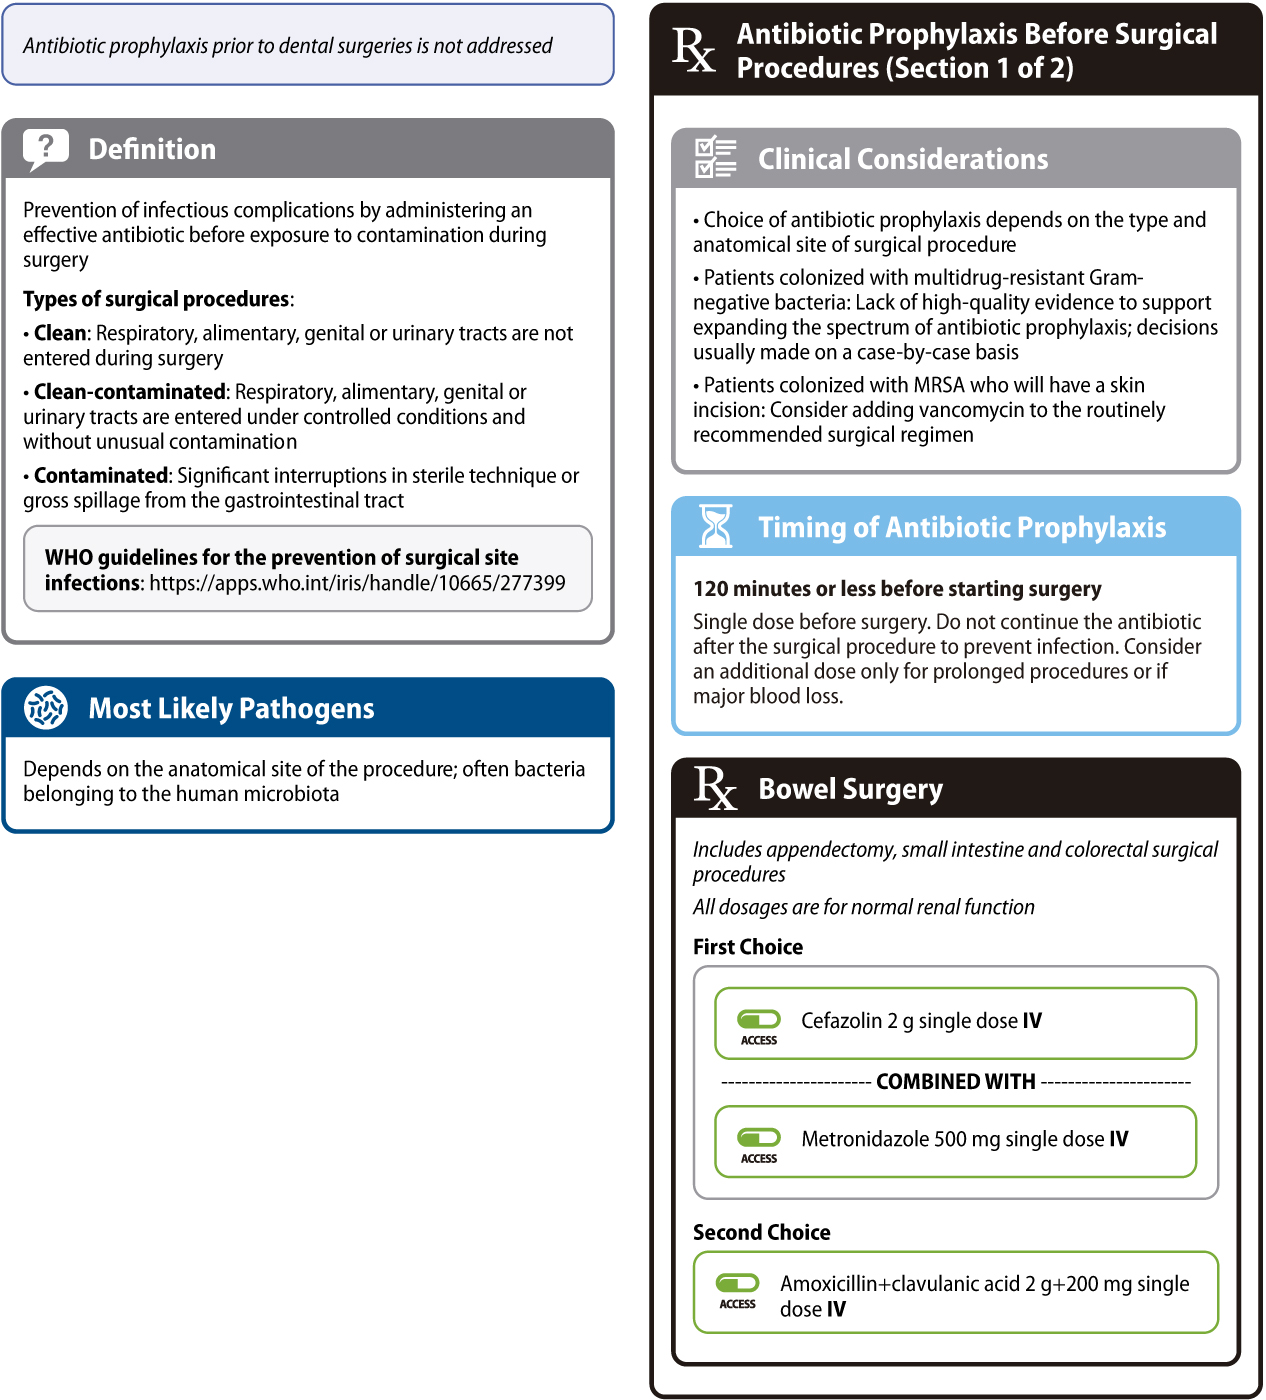 Antibiotic prophylaxis prior to dental surgeries is not addressed
? Definition
Prevention of infectious complications by administering an
effective antibiotic before exposure to contamination during
surgery
Types of surgical procedures:
• Clean: Respiratory, alimentary, genital or urinary tracts are not
entered during surgery
• Clean-contaminated: Respiratory, alimentary, genital or
urinary tracts are entered under controlled conditions and
without unusual contamination
• Contaminated: Significant interruptions in sterile technique or
gross spillage from the gastrointestinal tract
WHO guidelines for the prevention of surgical site
infections: https://apps.who.int/iris/handle/10665/277399
Most Likely Pathogens
Depends on the anatomical site of the procedure; often bacteria
belonging to the human microbiota
Rx Antibiotic Prophylaxis Before Surgical
Procedures (Section 1 of 2)
Clinical Considerations
• Choice of antibiotic prophylaxis depends on the type and
anatomical site of surgical procedure
• Patients colonized with multidrug-resistant Gram-
negative bacteria: Lack of high-quality evidence to support
expanding the spectrum of antibiotic prophylaxis; decisions
usually made on a case-by-case basis
• Patients colonized with MRSA who will have a skin
incision: Consider adding vancomycin to the routinely
recommended surgical regimen
Timing of Antibiotic Prophylaxis
120 minutes or less before starting surgery
Single dose before surgery. Do not continue the antibiotic
after the surgical procedure to prevent infection. Consider
an additional dose only for prolonged procedures or if
major blood loss.
Rx Bowel Surgery
Includes appendectomy, small intestine and colorectal surgical
procedures
All dosages are for normal renal function
First Choice
Cefazolin 2 g single dose IV
ACCESS
---------------------- COMBINED WITH ----------------------
Metronidazole 500 mg single dose IV
ACCESS
Second Choice
Amoxicillin+clavulanic acid 2 g+200 mg single
dose IV
ACCESS